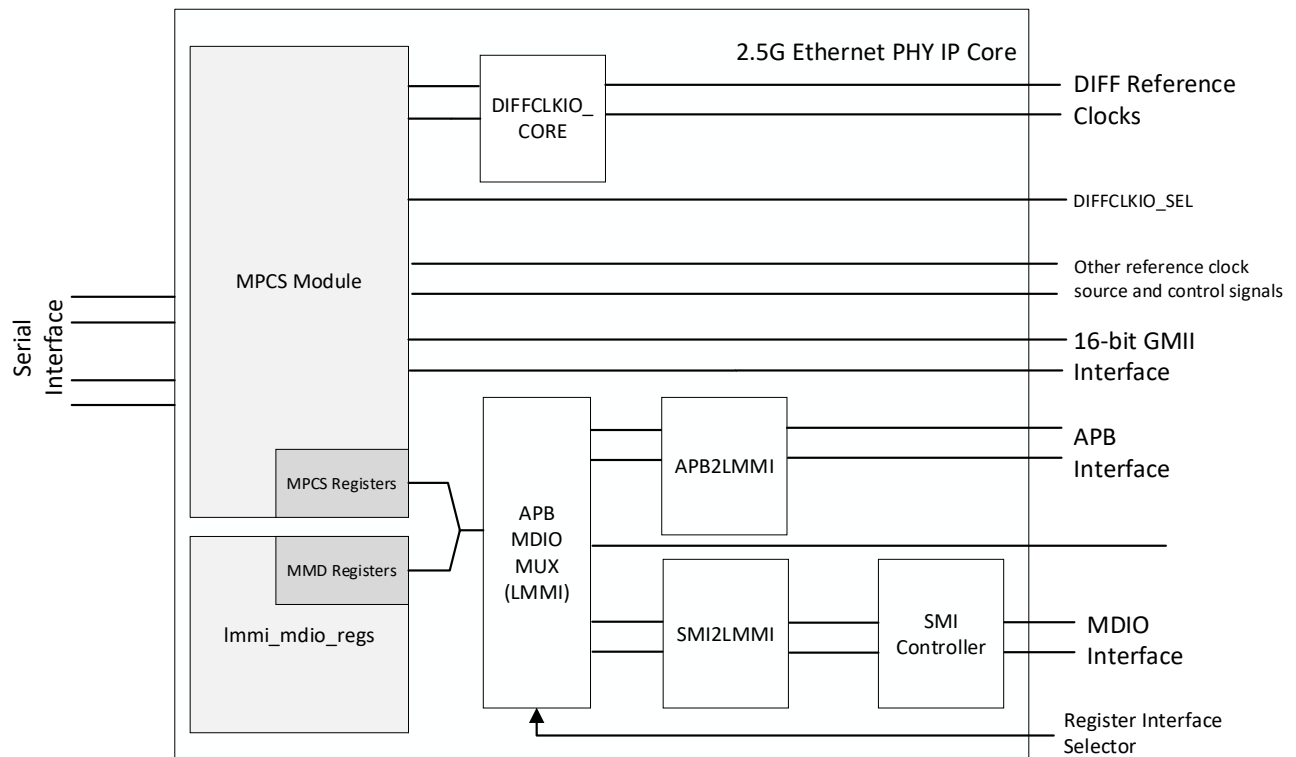 2.5G Ethernet PHY IP Core
DIFFCLKIO_
CORE
DIFF Reference
Clocks
DIFFCLKIO_SEL
MPCS Module
Other reference clock
source and control signals
Serial
Interface
16-bit GMII
Interface
MPCS Registers
APB
MDIO
MUX
(LMMI)
APB2LMMI
APB
Interface
MMD Registers
lmmi_mdio_regs
SMI2LMMI
SMI
Controller
MDIO
Interface
Register Interface
Selector